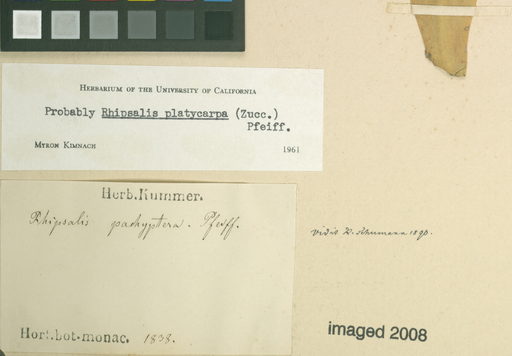 HERBARIUM OF THE UNIVERSITY OF CALIFORNIA
Probably Rhipsalis platycarpa (Zucc.)
Pfeiff.
MYRON KIMNACH 1961
Herb. Kummer.
Rhipsalis pachyptera. Pfeiff.
vidit K. Schumann 1890.
Hort. bot. monac. 1838.
imaged 2008